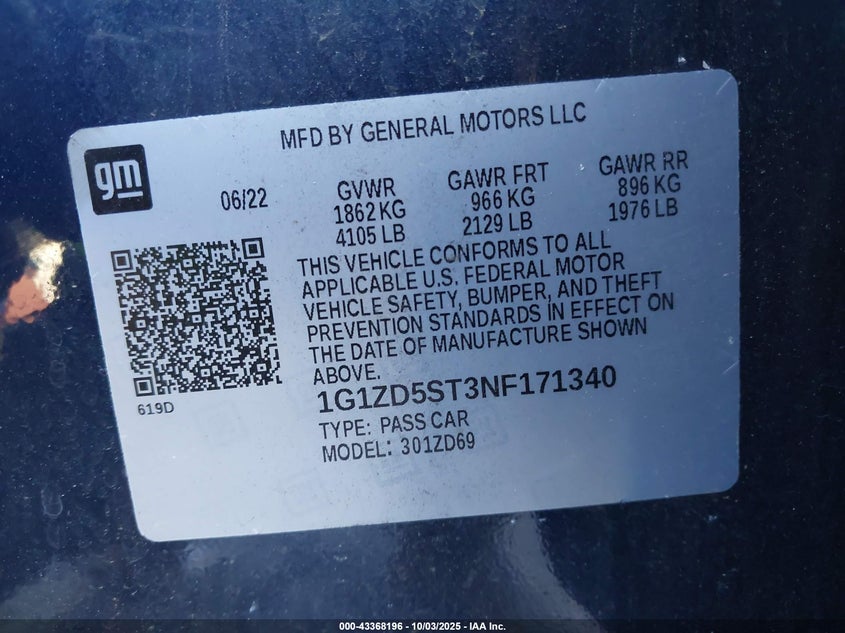 MFD BY GENERAL MOTORS LLC
gm
06/22
GVWR
1862 KG
4105 LB
GAWR FRT
966 KG
2129 LB
GAWR RR
896 KG
1976 LB
THIS VEHICLE CONFORMS TO ALL
APPLICABLE U.S. FEDERAL MOTOR
VEHICLE SAFETY, BUMPER, AND THEFT
PREVENTION STANDARDS IN EFFECT ON
THE DATE OF MANUFACTURE SHOWN
ABOVE.
619D
1G1ZD5ST3NF171340
TYPE: PASS CAR
MODEL: 301ZD69
000-43368196 - 10/03/2025 - IAA Inc.